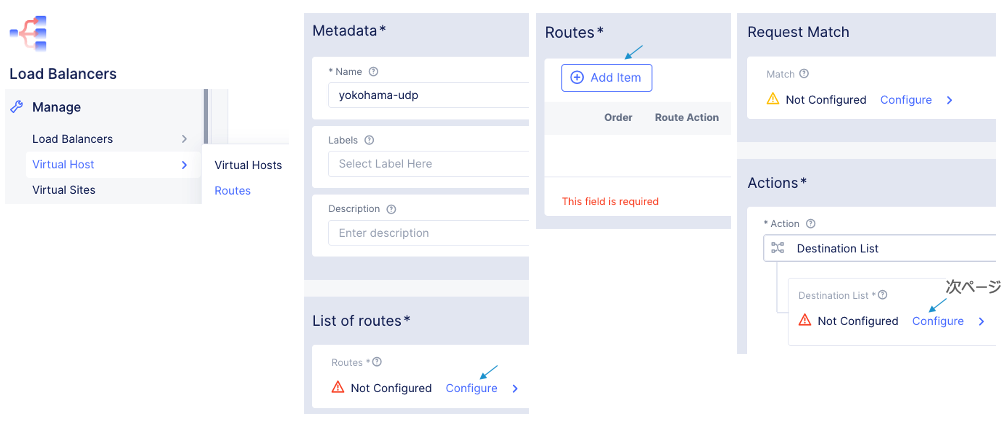 Load Balancers
Manage
Load Balancers
Virtual Host
Virtual Sites
Virtual Hosts
Routes
Metadata*
* Name
yokohama-udp
Labels
Select Label Here
Description
Enter description
List of routes*
Routes *
Not Configured Configure
Routes*
Add Item
Order Route Action
This field is required
Request Match
Match
Not Configured Configure
Actions*
* Action
Destination List
Destination List *
次ページ
Not Configured Configure